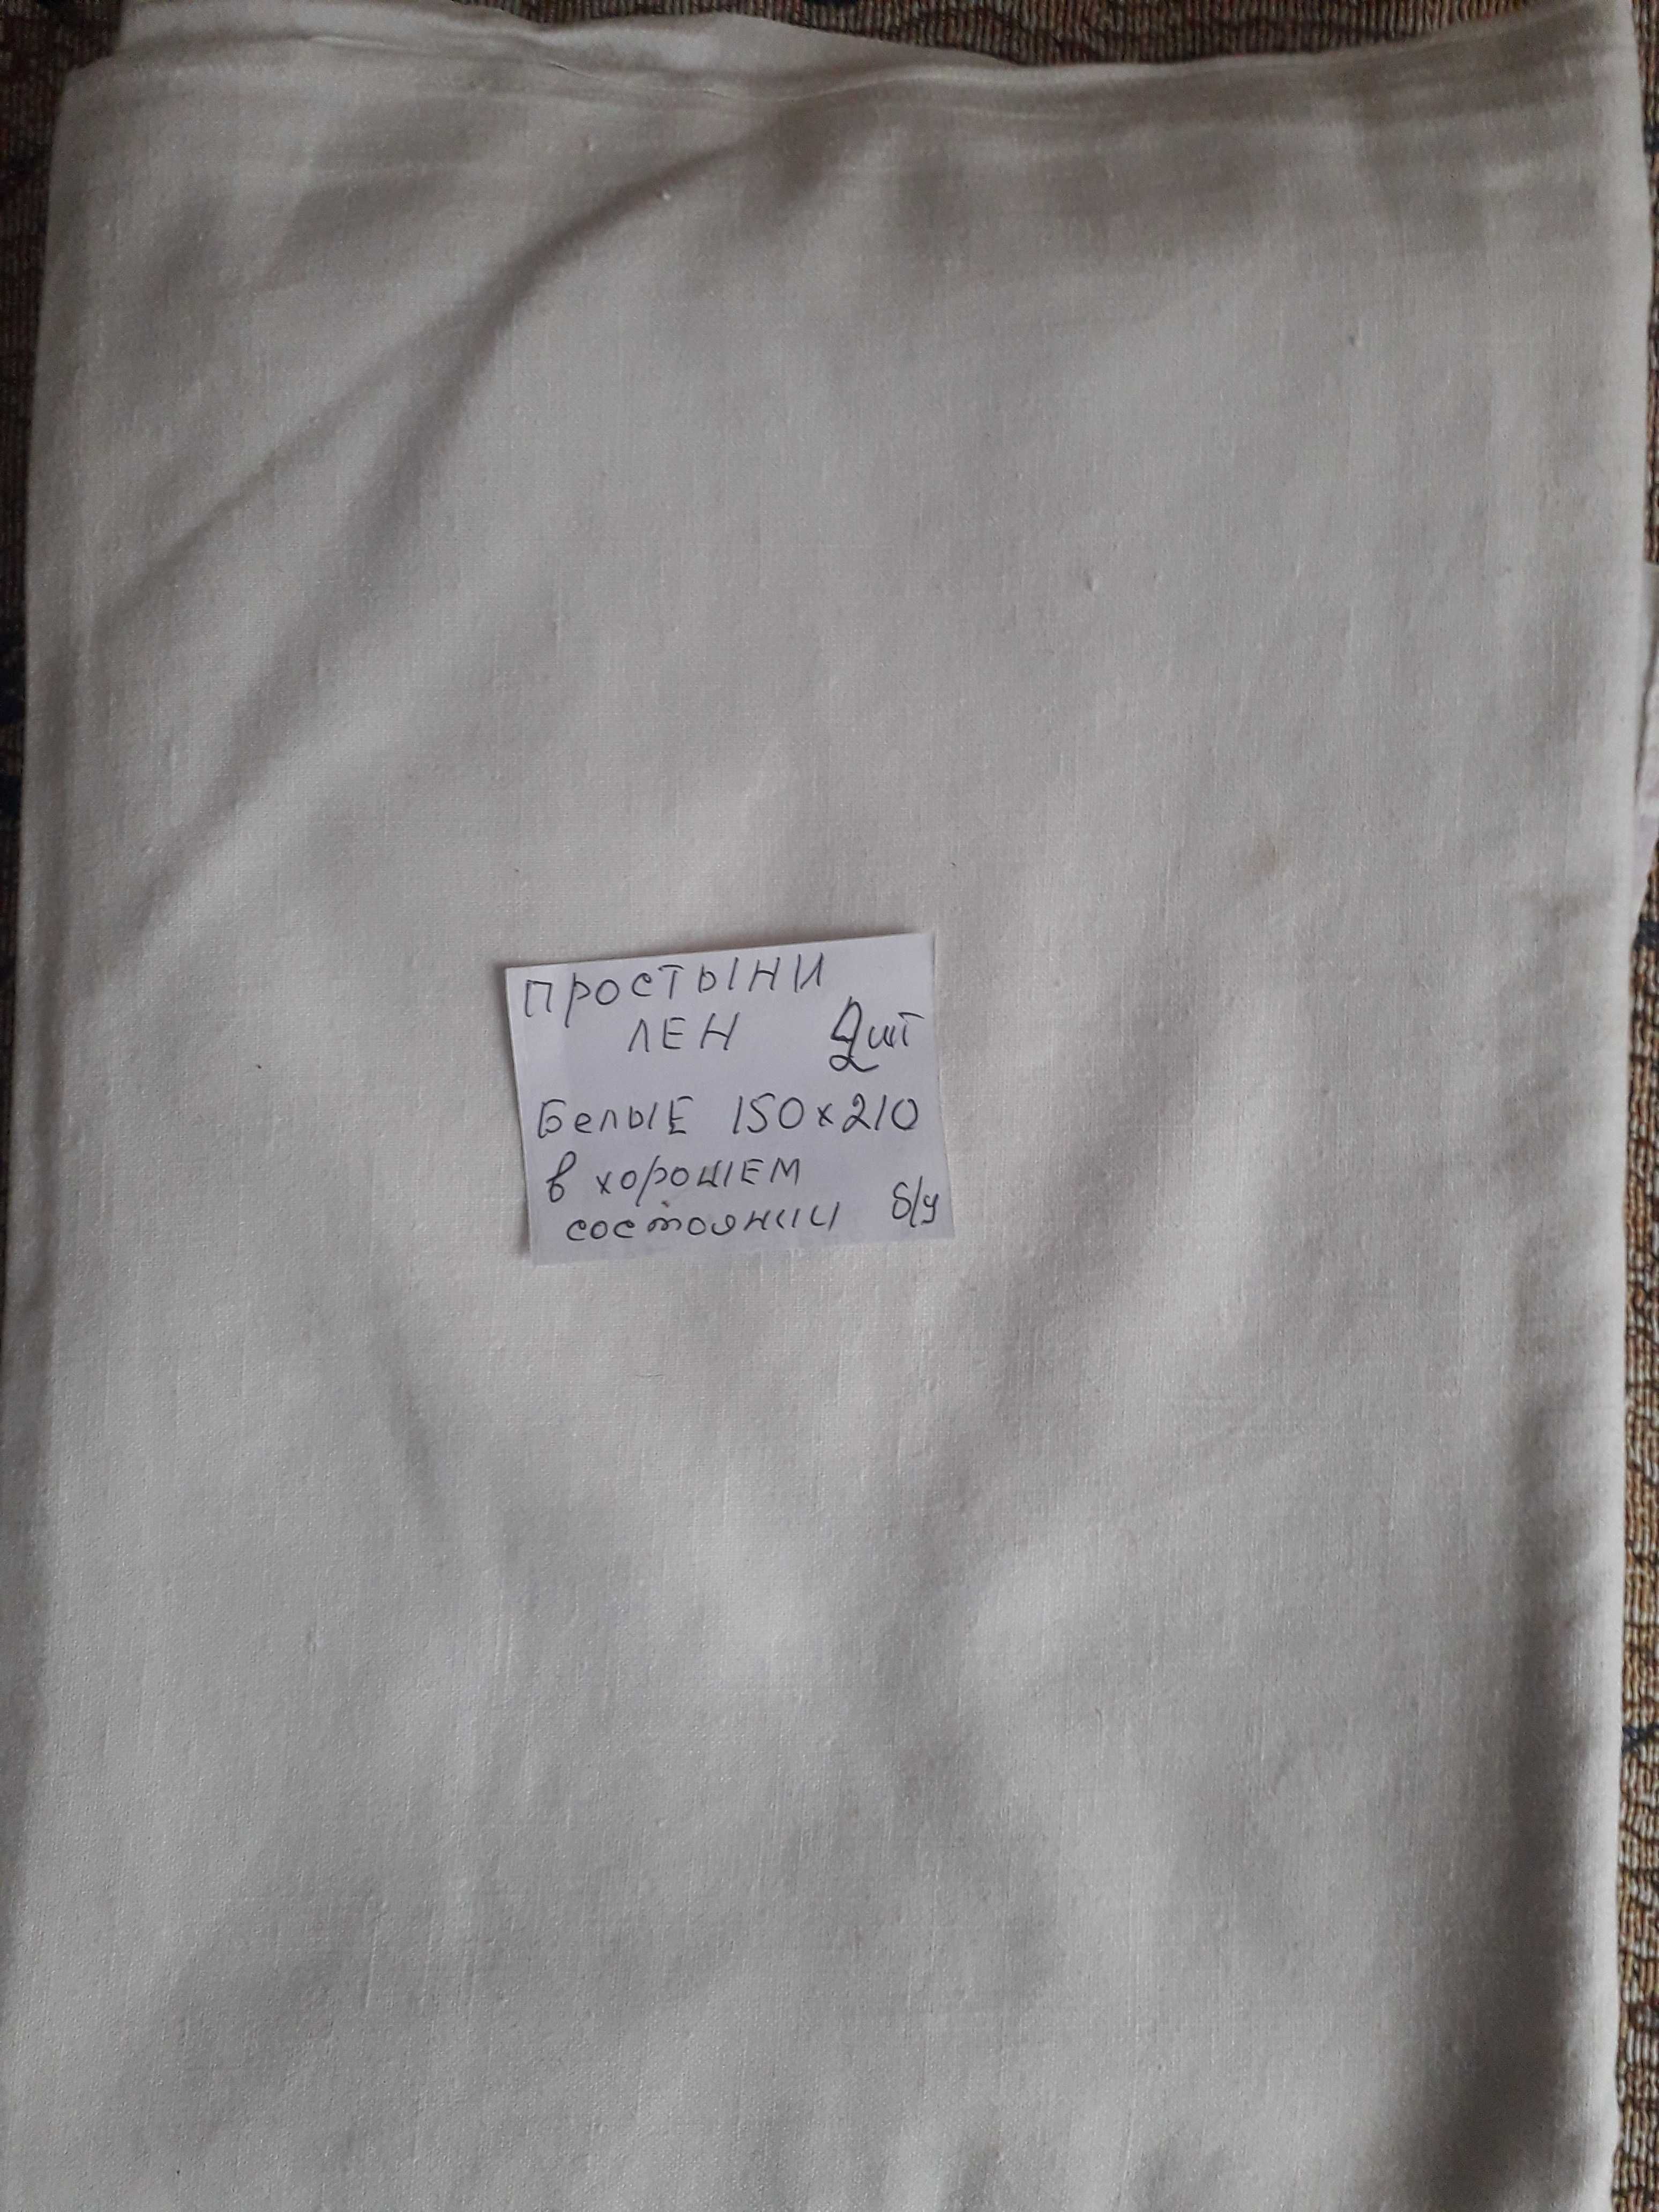 ПРОСТЫНИ
ЛЕН 2шт
БелыЕ 150х210
в хорошЕМ
состоянии б/у